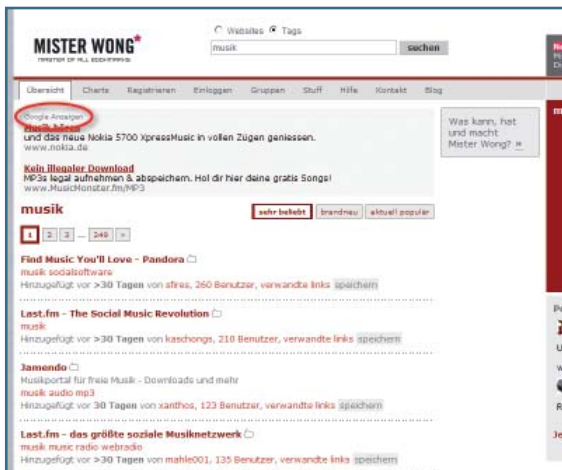 Websites Tags
MISTER WONG*
MASTER OF ALL BOOKMARKS
musik
suchen
Übersicht Charts Registrieren Einloggen Gruppen Stuff Hilfe Kontakt Blog
Google Anzeigen
und das neue Nokia 5700 XpressMusic in vollen Zügen geniessen.
www.nokia.de
Kein illegaler Download
MP3s legal aufnehmen & abspeichern. Hol dir hier deine gratis Songs!
www.MusicMonster.fm/MP3
Was kann, hat
und macht
Mister Wong? »
musik
sehr beliebt brandneu aktuell populär
1 2 3 ... 249 »
Find Music You'll Love - Pandora
musik socialsoftware
Hinzugefügt vor >30 Tagen von sfires, 260 Benutzer, verwandte links speichern
Last.fm - The Social Music Revolution
musik
Hinzugefügt vor >30 Tagen von kaschongs, 210 Benutzer, verwandte links speichern
Jamendo
Musikportal für freie Musik - Downloads und mehr
musik audio mp3
Hinzugefügt vor 30 Tagen von xanthos, 123 Benutzer, verwandte links speichern
Last.fm - das größte soziale Musiknetzwerk
musik music radio webradio
Hinzugefügt vor >30 Tagen von mahle001, 135 Benutzer, verwandte links speichern